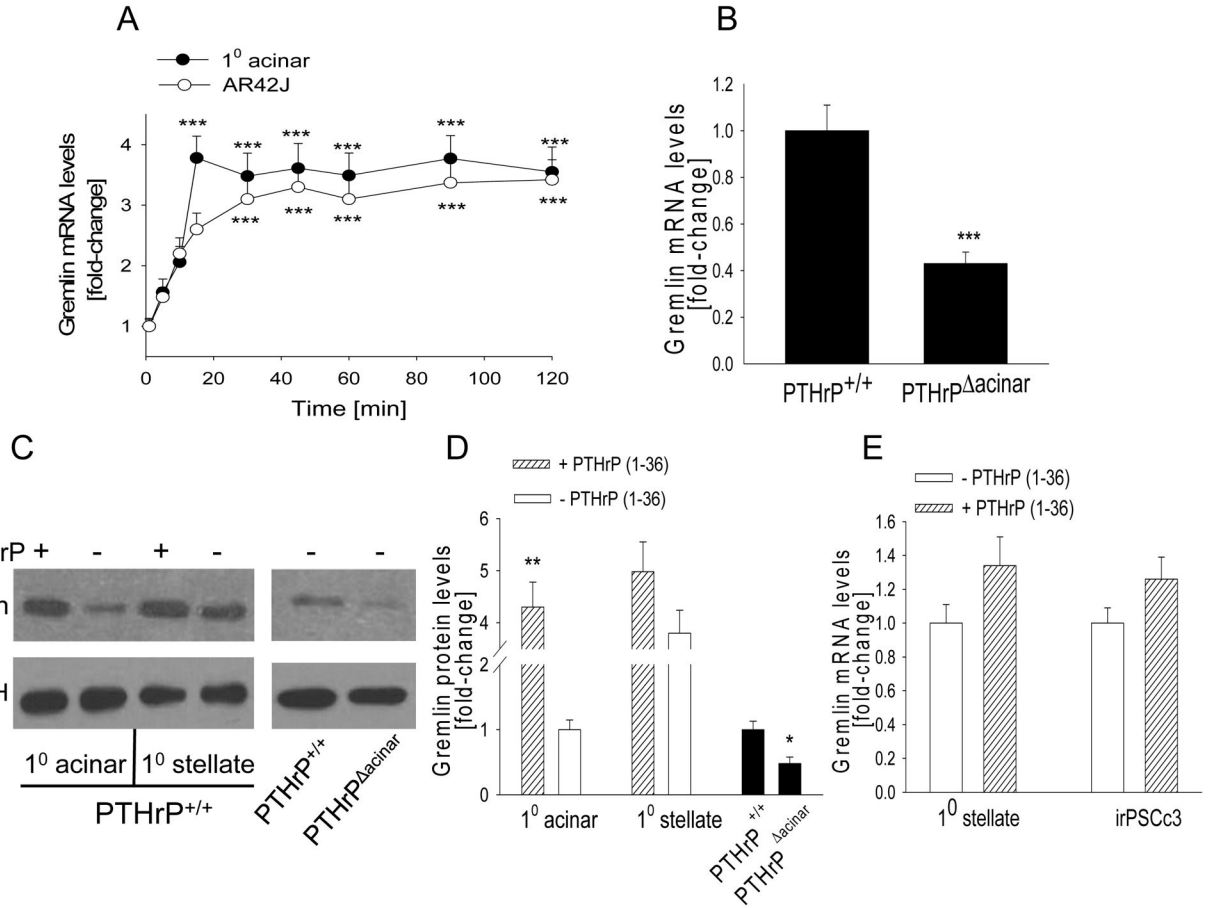 A
1⁰ acinar
AR42J
Gremlin mRNA levels
[fold-change]
4
3
2
1
*** *** *** *** *** ***
*** *** *** *** ***
0 20 40 60 80 100 120
Time [min]
B
Gremlin mRNA levels
[fold-change]
1.2
1.0
0.8
0.6
0.4
0.2
0.0
***
PTHrP+/+ PTHrPΔacinar
C
rP + - + - - -
n
H
1⁰ acinar 1⁰ stellate
PTHrP+/+
PTHrP+/+
PTHrPΔacinar
D
+ PTHrP (1-36)
- PTHrP (1-36)
Gremlin protein levels
[fold-change]
6
5
4
2
1
0
**
*
1⁰ acinar 1⁰ stellate
PTHrP+/+
PTHrPΔacinar
E
- PTHrP (1-36)
+ PTHrP (1-36)
Gremlin mRNA levels
[fold-change]
1.6
1.4
1.2
1.0
0.8
0.6
0.4
0.2
0.0
1⁰ stellate irPSCc3